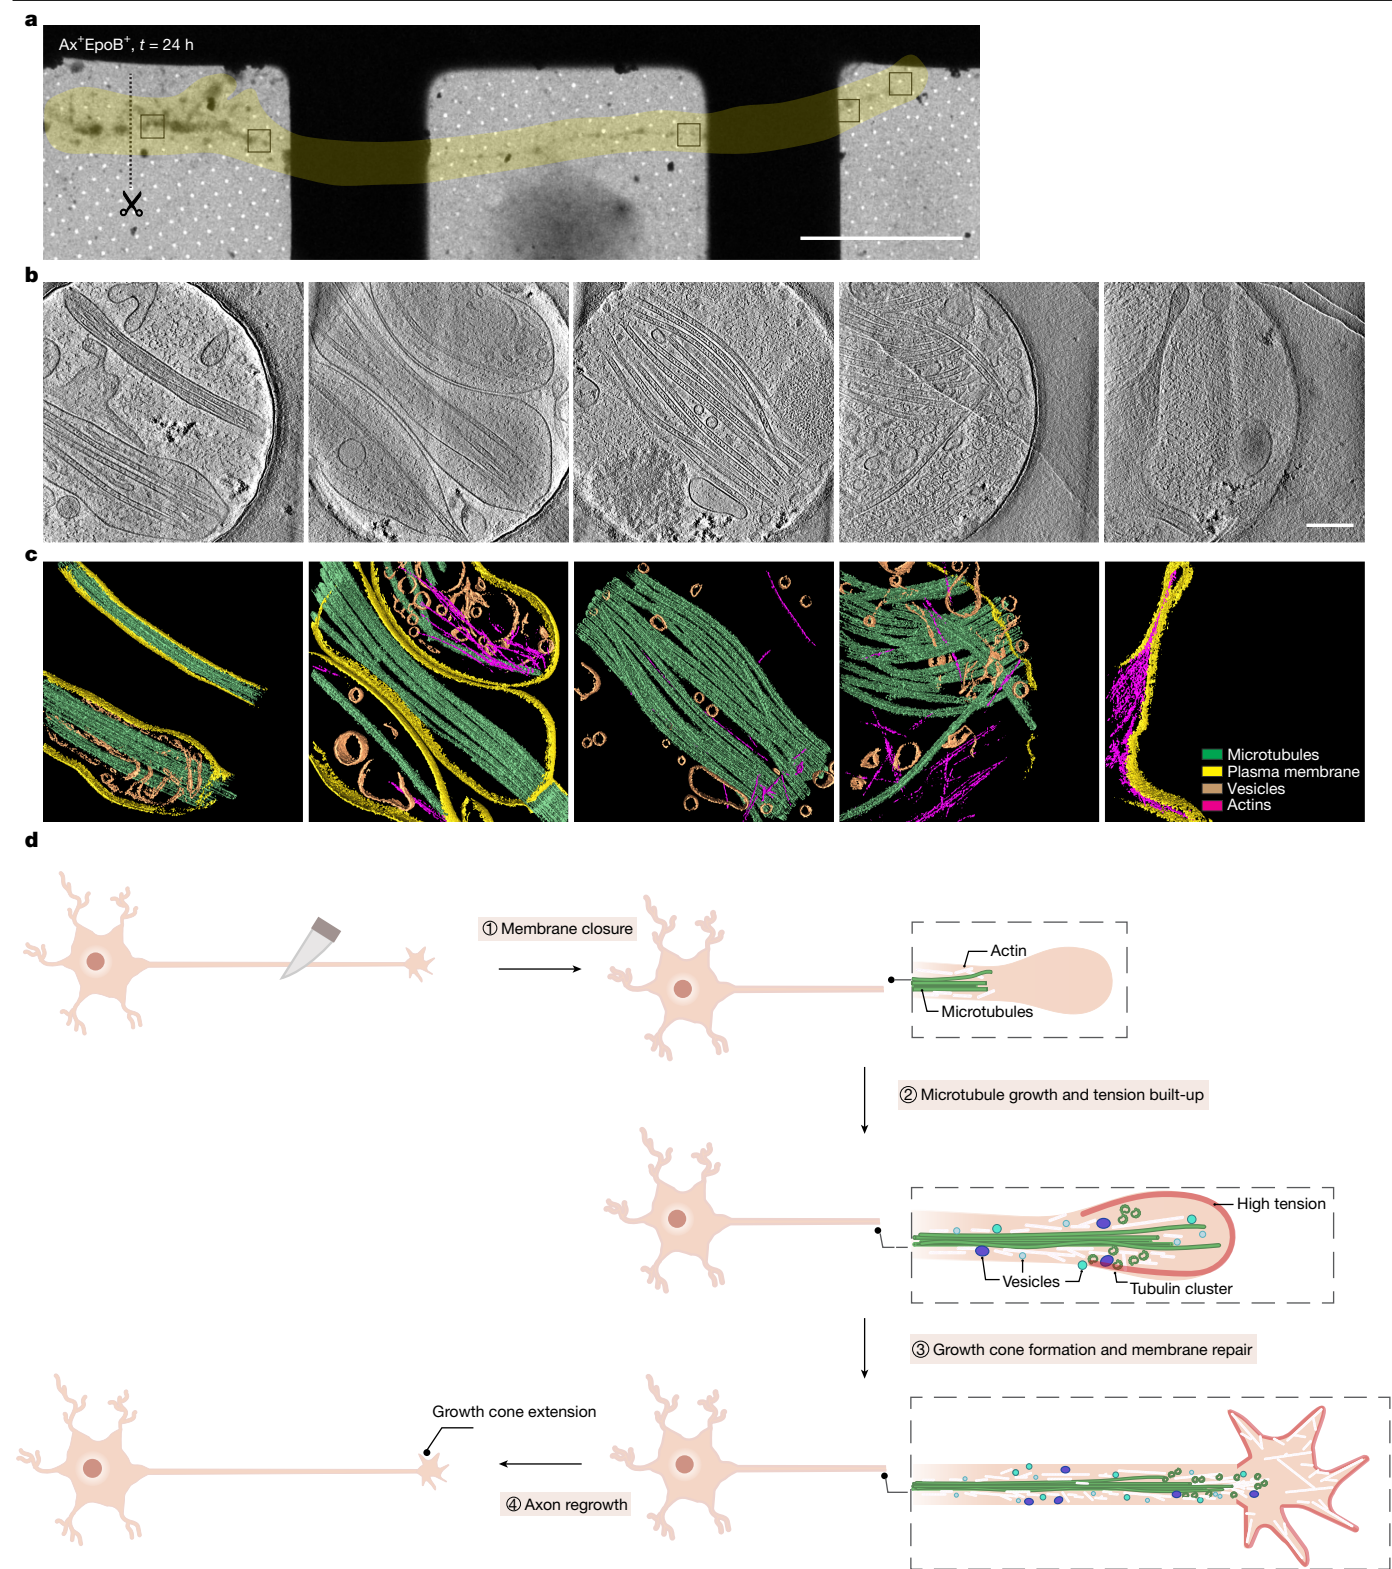 a
Ax⁺EpoB⁺, t = 24 h
b
c
Microtubules
Plasma membrane
Vesicles
Actins
d
① Membrane closure
Actin
Microtubules
② Microtubule growth and tension built-up
High tension
Vesicles
Tubulin cluster
③ Growth cone formation and membrane repair
Growth cone extension
④ Axon regrowth